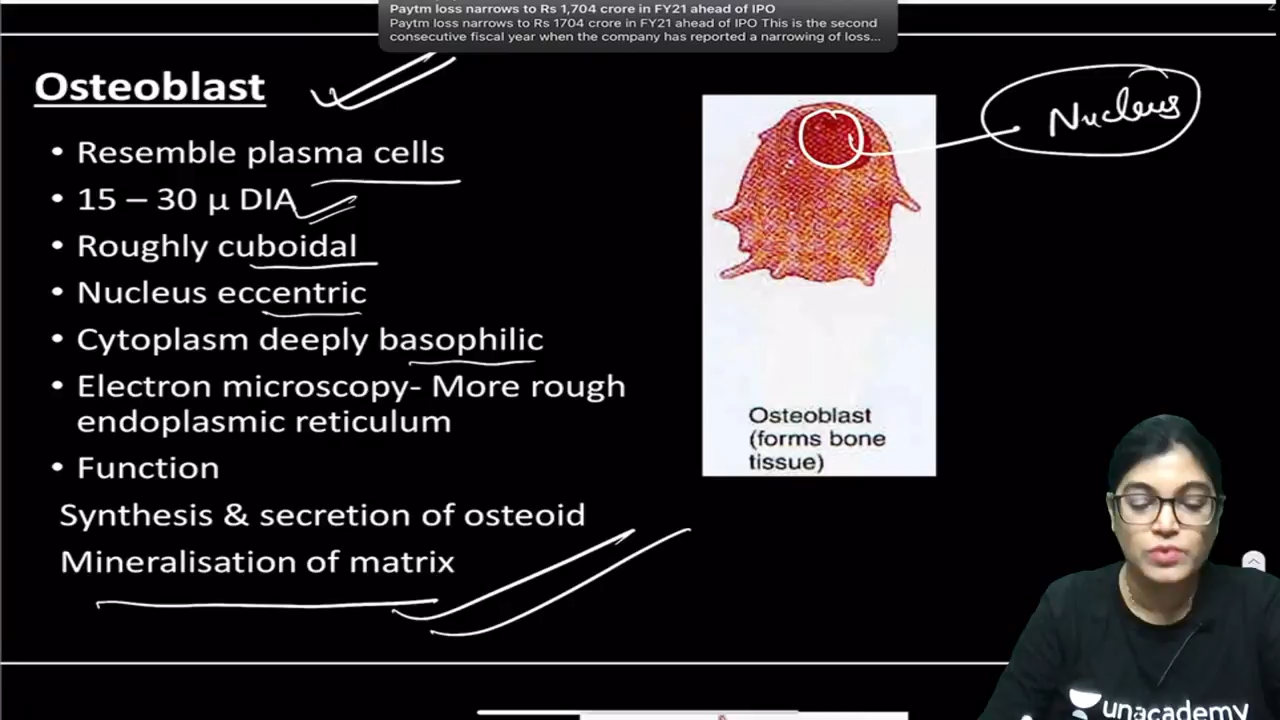 Paytm loss narrows to Rs 1,704 crore in FY21 ahead of IPO
Paytm loss narrows to Rs 1704 crore in FY21 ahead of IPO This is the second
consecutive fiscal year when the company has reported a narrowing of loss...
2
Osteoblast
• Resemble plasma cells
• 15 – 30 µ DIA
• Roughly cuboidal
• Nucleus eccentric
• Cytoplasm deeply basophilic
• Electron microscopy- More rough
endoplasmic reticulum
• Function
Synthesis & secretion of osteoid
Mineralisation of matrix
Nucleus
Osteoblast
(forms bone
tissue)
unacademy